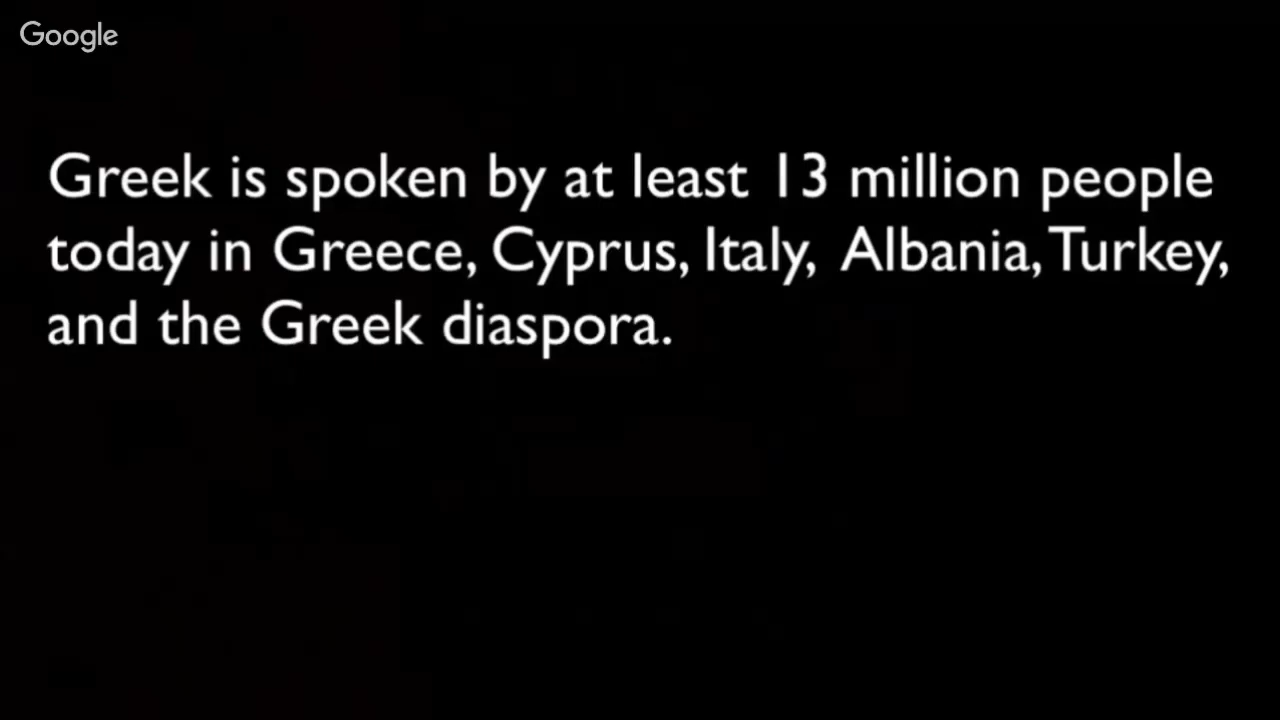 Google
Greek is spoken by at least 13 million people
today in Greece, Cyprus, Italy, Albania, Turkey,
and the Greek diaspora.